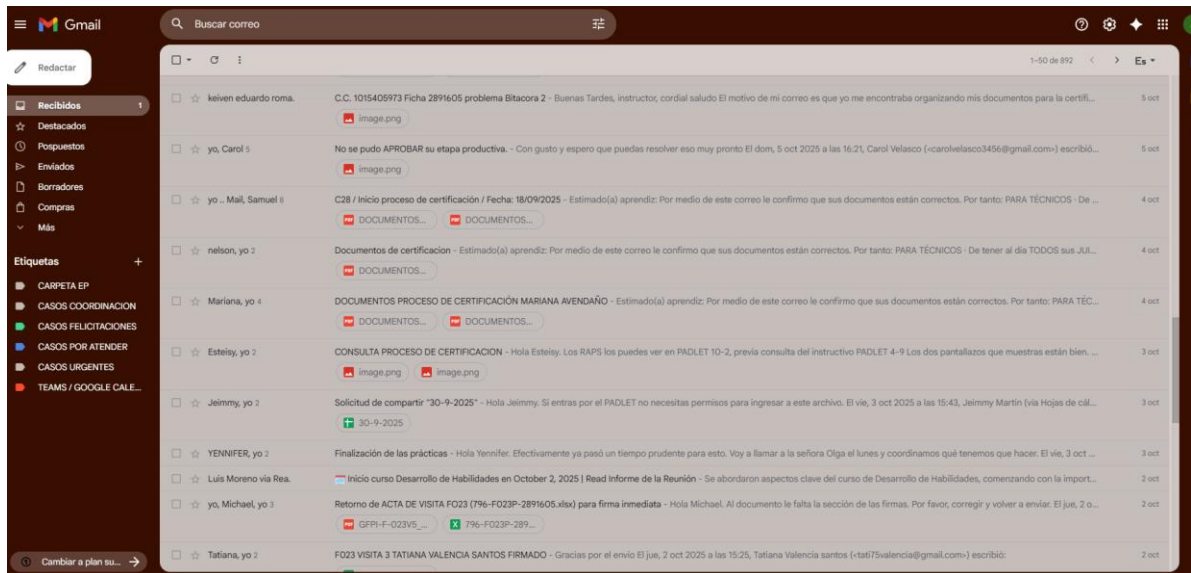 Gmail
Buscar correo
Redactar
1–50 de 892
Es
Recibidos 1
Destacados
Pospuestos
Enviados
Borradores
Compras
Más
Etiquetas
CARPETA EP
CASOS COORDINACION
CASOS FELICITACIONES
CASOS POR ATENDER
CASOS URGENTES
TEAMS / GOOGLE CALE...
Cambiar a plan su...
keiven eduardo roma. C.C. 1015405973 Ficha 2891605 problema Bitacora 2 - Buenas Tardes, instructor, cordial saludo El motivo de mi correo es que yo me encontraba organizando mis documentos para la certifi... 5 oct
image.png
yo, Carol 5 No se pudo APROBAR su etapa productiva. - Con gusto y espero que puedas resolver eso muy pronto El dom, 5 oct 2025 a las 16:21, Carol Velasco (<carolvelasco3456@gmail.com>) escribió... 5 oct
image.png
yo .. Mail, Samuel 8 C28 / Inicio proceso de certificación / Fecha: 18/09/2025 - Estimado(a) aprendiz: Por medio de este correo le confirmo que sus documentos están correctos. Por tanto: PARA TÉCNICOS · De ... 4 oct
DOCUMENTOS... DOCUMENTOS...
nelson, yo 2 Documentos de certificacion - Estimado(a) aprendiz: Por medio de este correo le confirmo que sus documentos están correctos. Por tanto: PARA TÉCNICOS · De tener al día TODOS sus JUI... 4 oct
DOCUMENTOS...
Mariana, yo 4 DOCUMENTOS PROCESO DE CERTIFICACIÓN MARIANA AVENDAÑO - Estimado(a) aprendiz: Por medio de este correo le confirmo que sus documentos están correctos. Por tanto: PARA TÉC... 4 oct
DOCUMENTOS... DOCUMENTOS...
Esteisy, yo 2 CONSULTA PROCESO DE CERTIFICACION - Hola Esteisy. Los RAPS los puedes ver en PADLET 10-2, previa consulta del instructivo PADLET 4-9 Los dos pantallazos que muestras están bien. ... 3 oct
image.png image.png
Jeimmy, yo 2 Solicitud de compartir "30-9-2025" - Hola Jeimmy. Si entras por el PADLET no necesitas permisos para ingresar a este archivo. El vie, 3 oct 2025 a las 15:43, Jeimmy Martin (vía Hojas de cál... 3 oct
30-9-2025
YENNIFER, yo 2 Finalización de las prácticas - Hola Yennifer. Efectivamente ya pasó un tiempo prudente para esto. Voy a llamar a la señora Olga el lunes y coordinamos qué tenemos que hacer. El vie, 3 oct ... 3 oct
Luis Moreno via Rea. Inicio curso Desarrollo de Habilidades en October 2, 2025 | Read Informe de la Reunión - Se abordaron aspectos clave del curso de Desarrollo de Habilidades, comenzando con la import... 2 oct
yo, Michael, yo 3 Retorno de ACTA DE VISITA FO23 (796-F023P-2891605.xlsx) para firma inmediata - Hola Michael. Al documento le falta la sección de las firmas. Por favor, corregir y volver a enviar. El jue, 2 o... 2 oct
GFPI-F-023V5_... 796-F023P-289...
Tatiana, yo 2 F023 VISITA 3 TATIANA VALENCIA SANTOS FIRMADO - Gracias por el envío El jue, 2 oct 2025 a las 15:25, Tatiana Valencia santos (<tati75valencia@gmail.com>) escribió: 2 oct